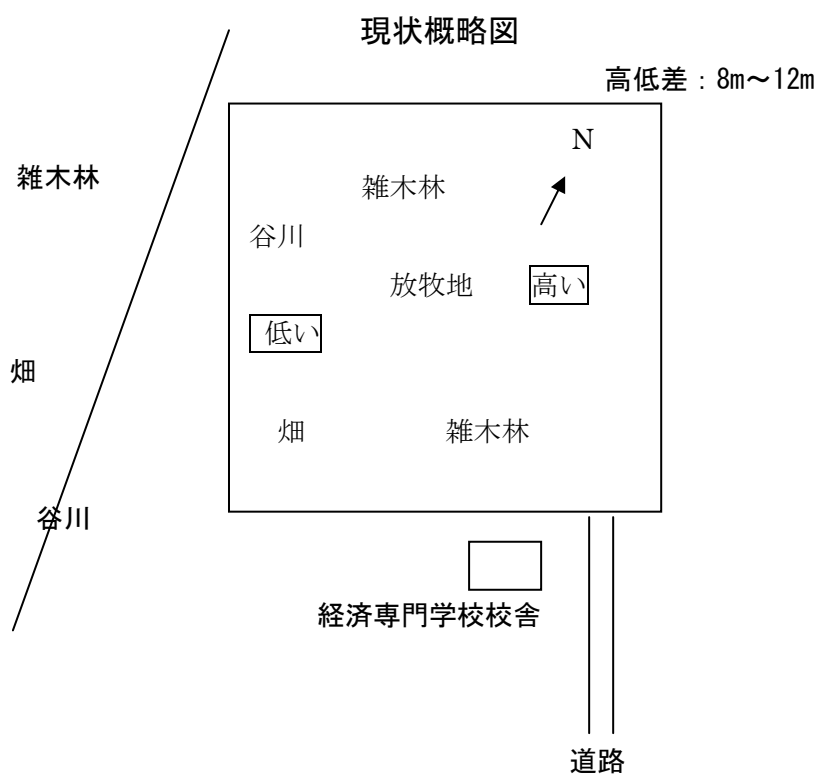 現状概略図
高低差：8m～12m
N
雑木林
雑木林
谷川
放牧地
高い
低い
畑
畑
雑木林
谷川
経済専門学校校舎
道路